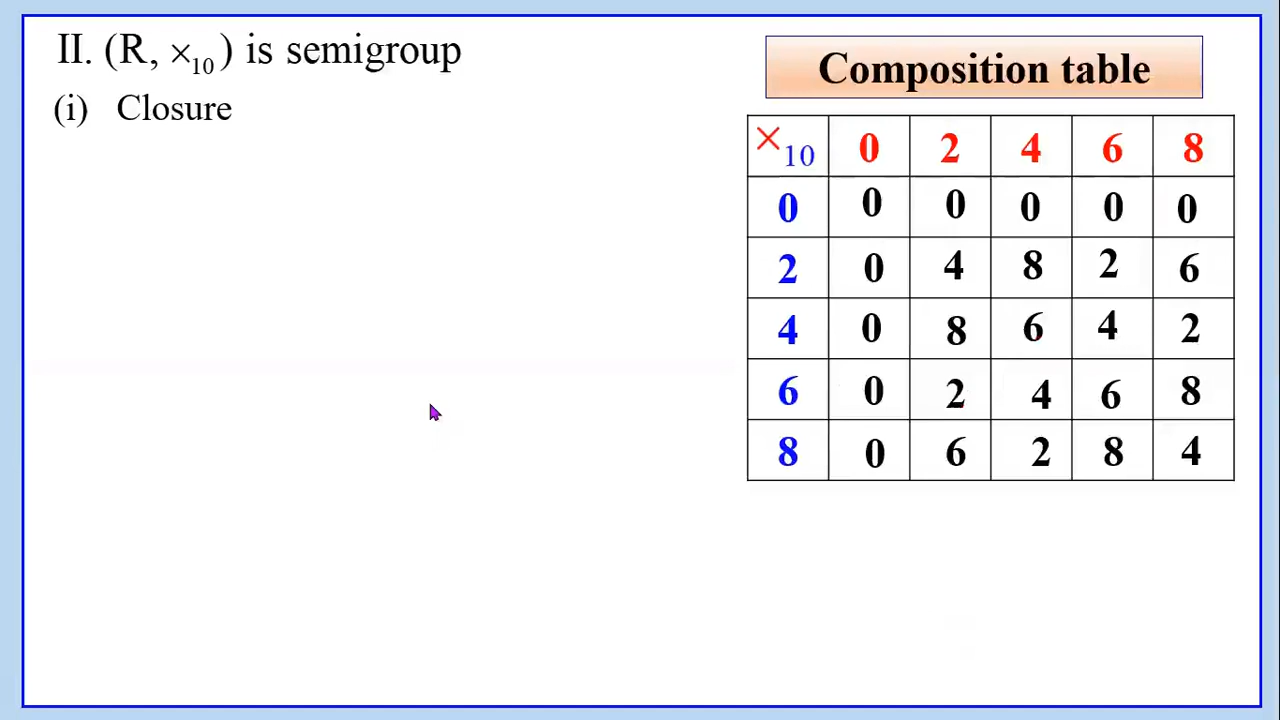 II. (R, ×₁₀) is semigroup
(i) Closure
Composition table
×₁₀ 0 2 4 6 8
0 0 0 0 0 0
2 0 4 8 2 6
4 0 8 6 4 2
6 0 2 4 6 8
8 0 6 2 8 4